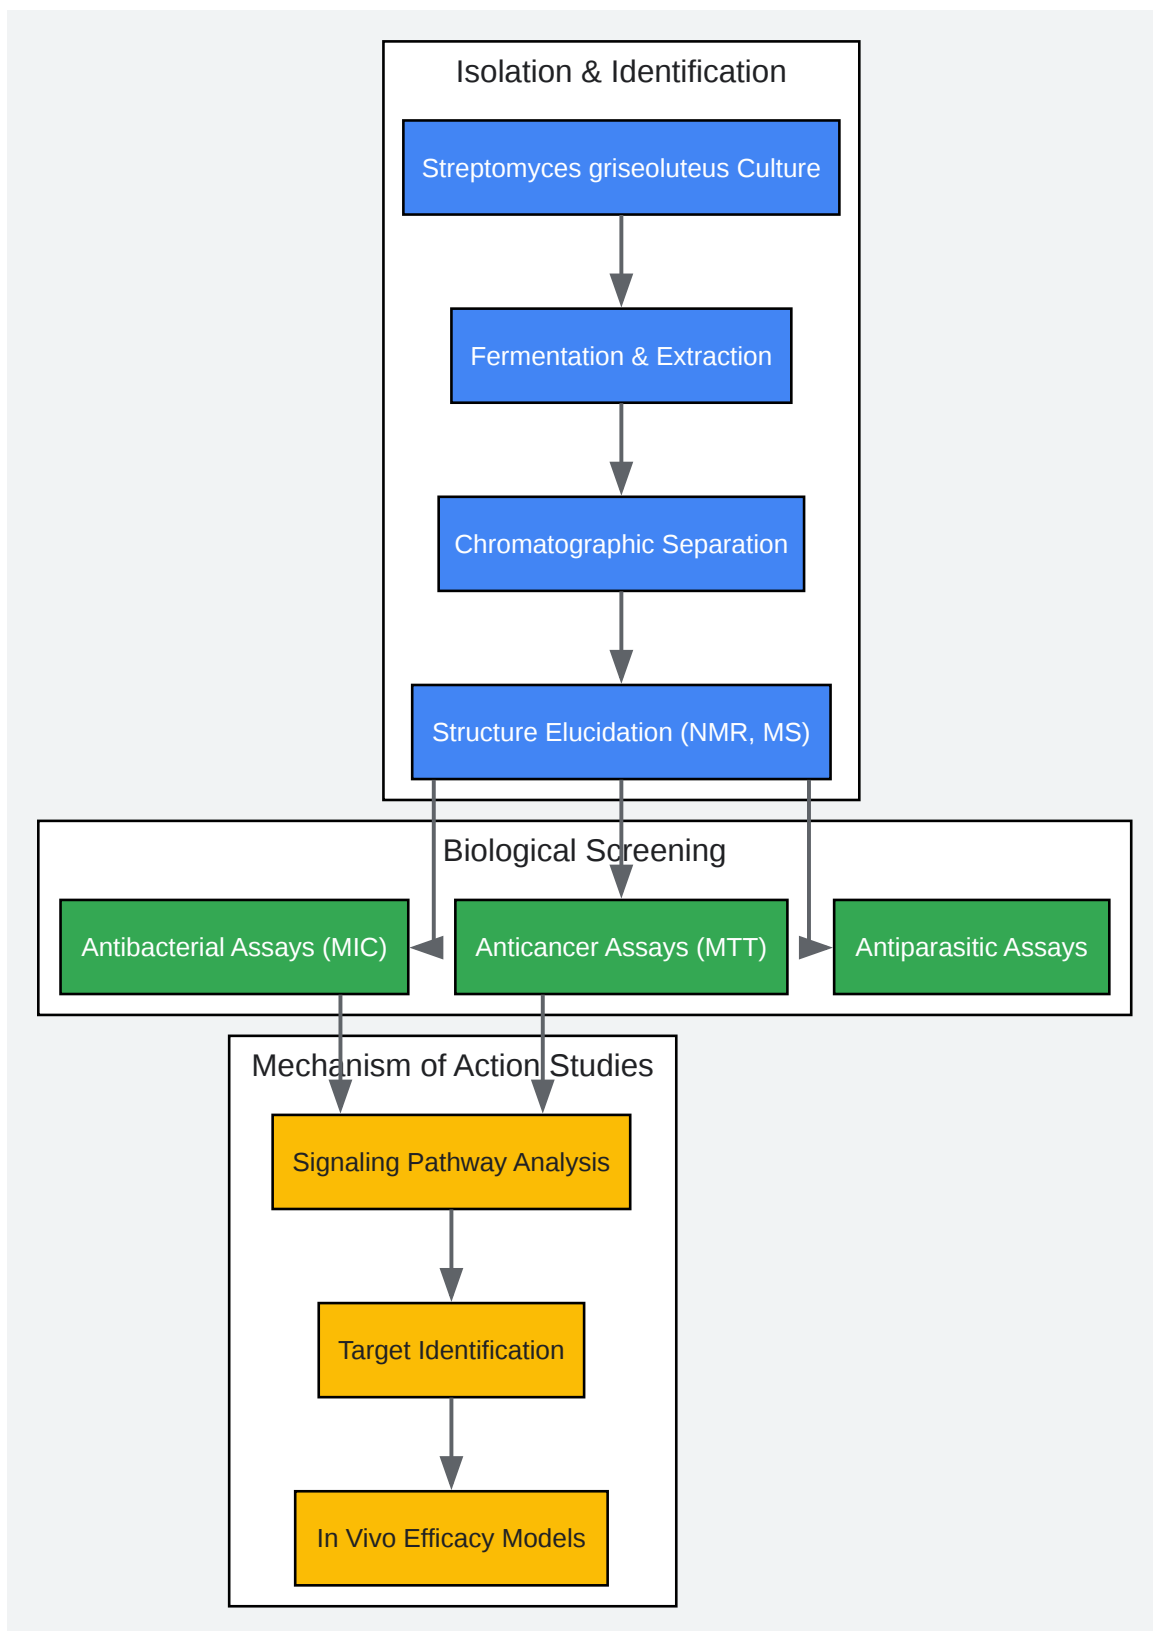 Isolation & Identification
Streptomyces griseoluteus Culture
Fermentation & Extraction
Chromatographic Separation
Structure Elucidation (NMR, MS)
Biological Screening
Antibacterial Assays (MIC)
Anticancer Assays (MTT)
Antiparasitic Assays
Mechanism of Action Studies
Signaling Pathway Analysis
Target Identification
In Vivo Efficacy Models